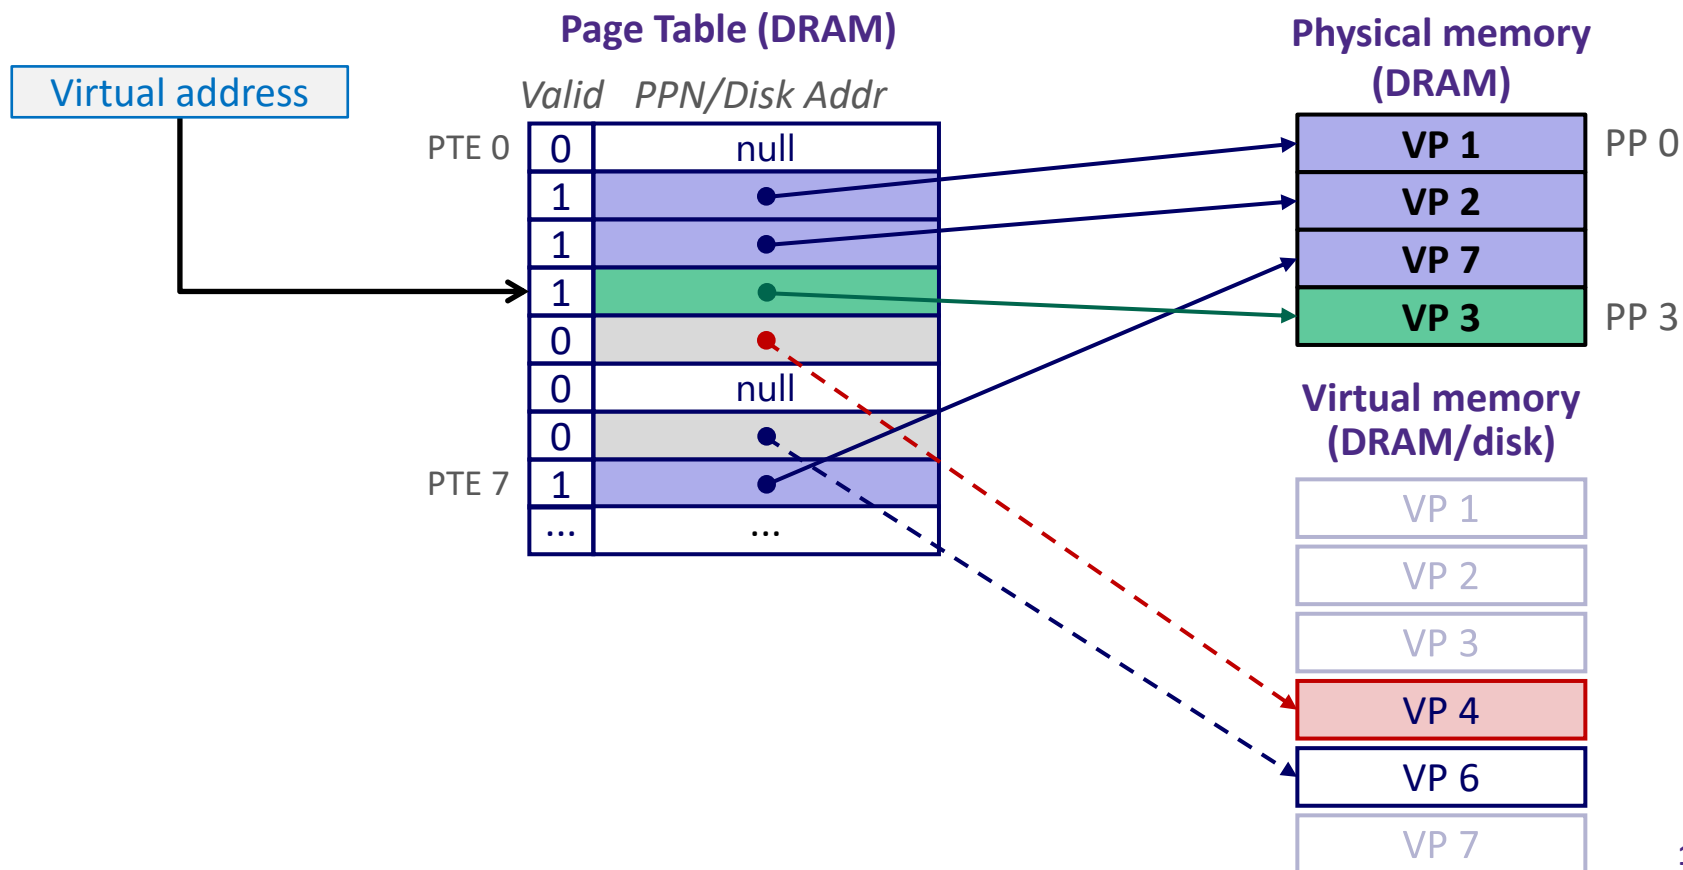 Page Table (DRAM)
Physical memory
(DRAM)
Virtual address
Valid PPN/Disk Addr
PTE 0 0 null
1
1
1
0
0 null
0
PTE 7 1
... ...
VP 1 PP 0
VP 2
VP 7
VP 3 PP 3
Virtual memory
(DRAM/disk)
VP 1
VP 2
VP 3
VP 4
VP 6
VP 7